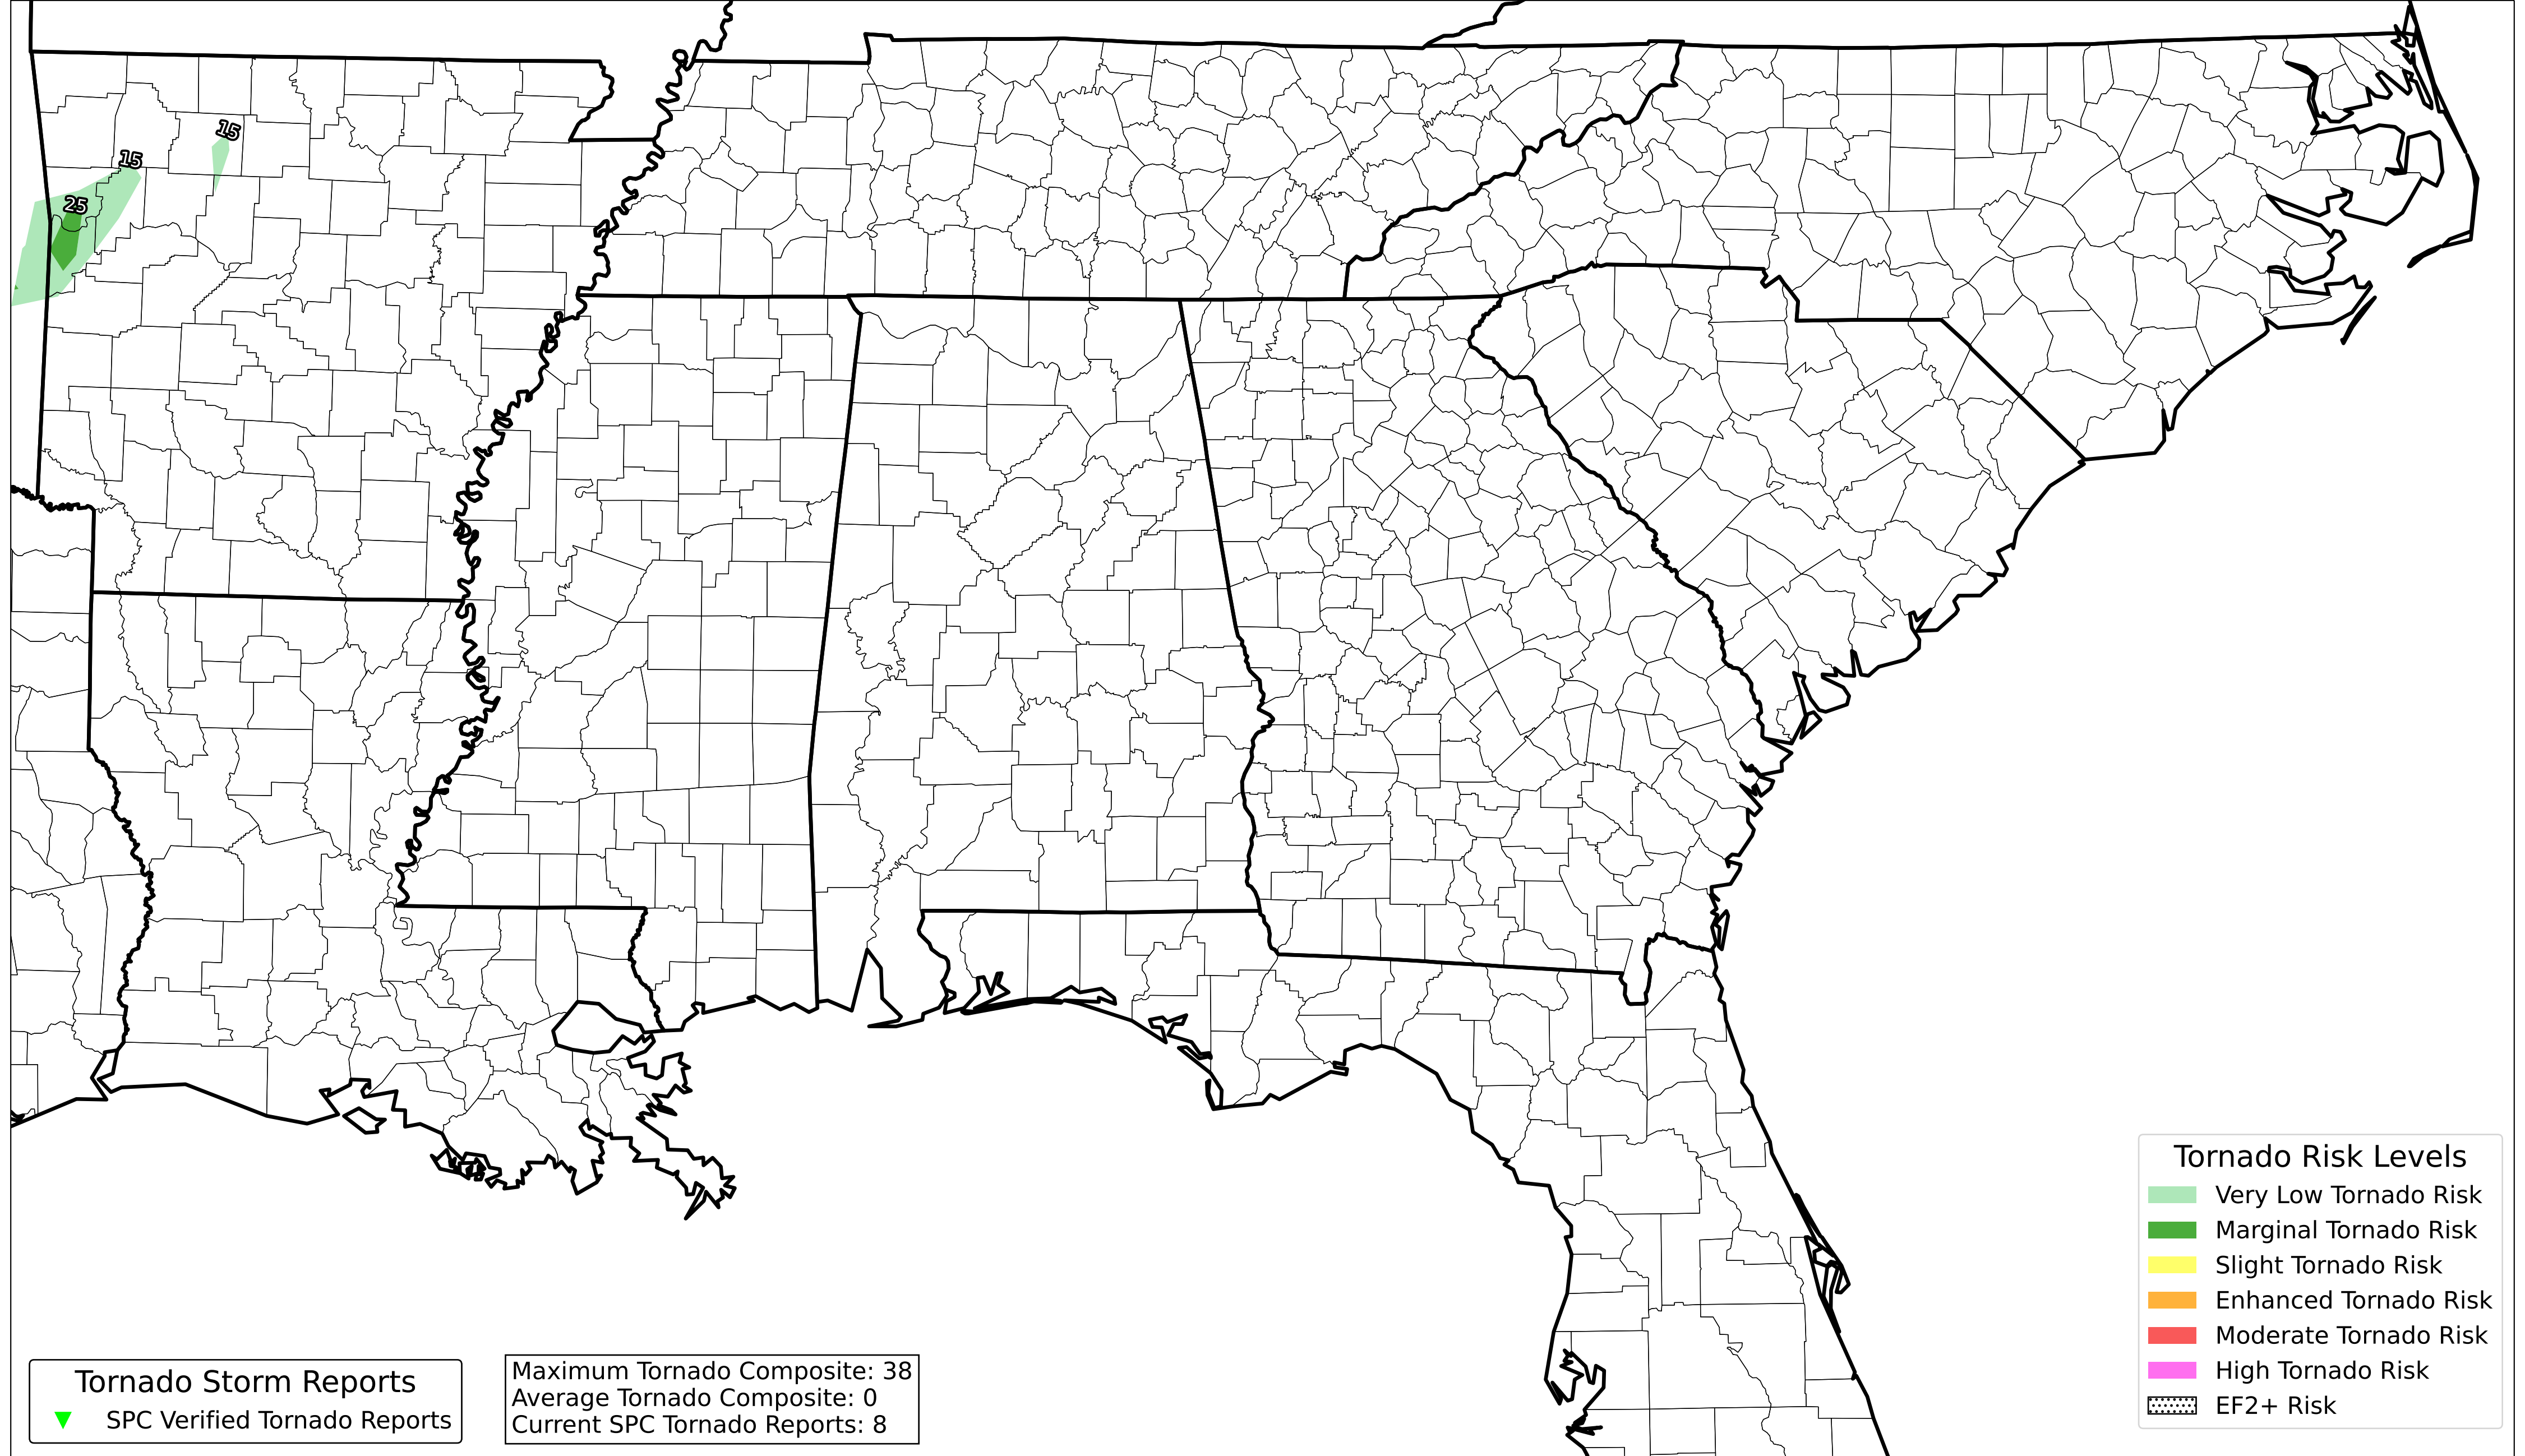 15
15
25
Tornado Risk Levels
Very Low Tornado Risk
Marginal Tornado Risk
Slight Tornado Risk
Enhanced Tornado Risk
Moderate Tornado Risk
High Tornado Risk
EF2+ Risk
Tornado Storm Reports
SPC Verified Tornado Reports
Maximum Tornado Composite: 38
Average Tornado Composite: 0
Current SPC Tornado Reports: 8